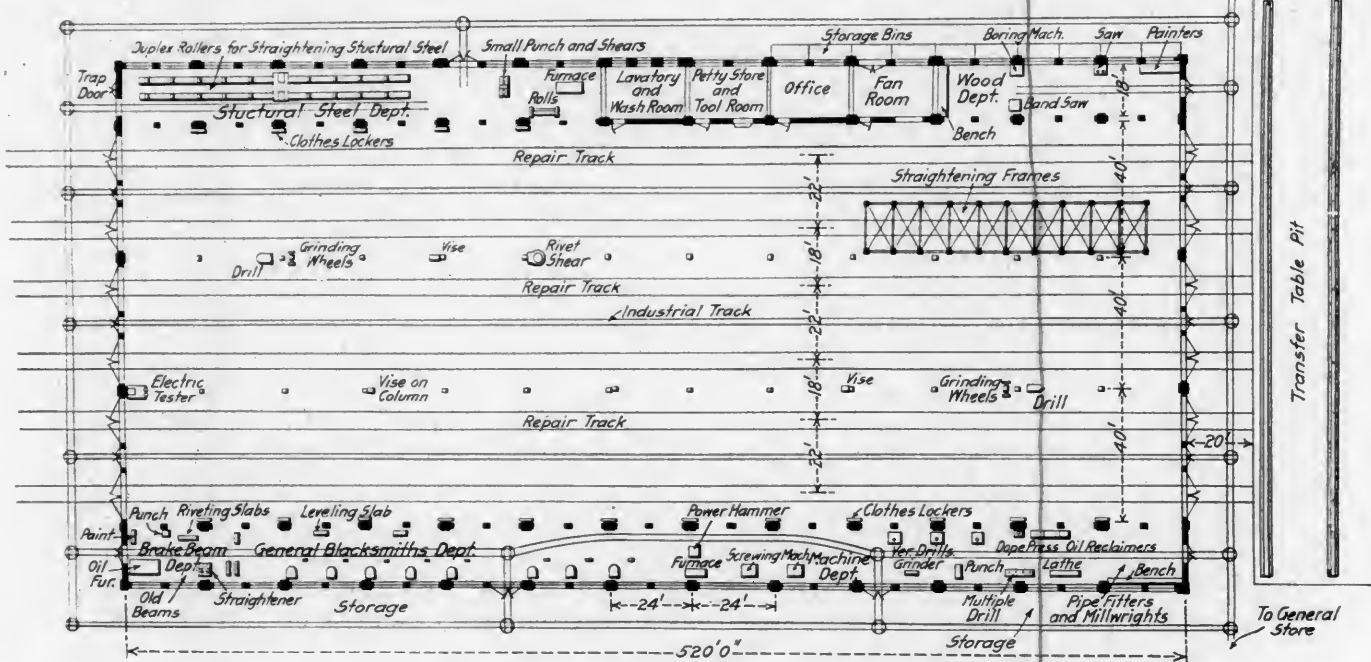 Duplex Rollers for Straightening Stuctural Steel
Small Punch and Shears
Storage Bins
Boring Mach.
Saw
Painters
Trap
Door
Furnace
Rolls
Lavatory
and
Wash Room
Petty Store
and
Tool Room
Office
Fan
Room
Wood
Dept.
Band Saw
Bench
18'
Stuctural Steel Dept.
Clothes Lockers
Repair Track
Straightening Frames
22'
40'
Drill
Grinding
Wheels
Vise
Rivet
Shear
18'
Repair Track
Industrial Track
22'
40'
Transfer Table Pit
Electric
Tester
Vise on
Column
18'
Vise
Grinding
Wheels
Drill
Repair Track
22'
40'
20'
Punch
Riveting Slabs
Leveling Slab
Power Hammer
Clothes Lockers
Paint
Brake Beam
Dept.
General Blacksmiths Dept.
Screwing Mach.
Machine
Dept.
Ver. Drills
Grinder
Dope Press
Oil Reclaimers
Oil
Fur.
Furnace
Punch
Lathe
Bench
Old
Beams
Straightener
Storage
24'
24'
Multiple
Drill
Pipe Fitters
and Millwrights
Storage
To General
Store
520'0"